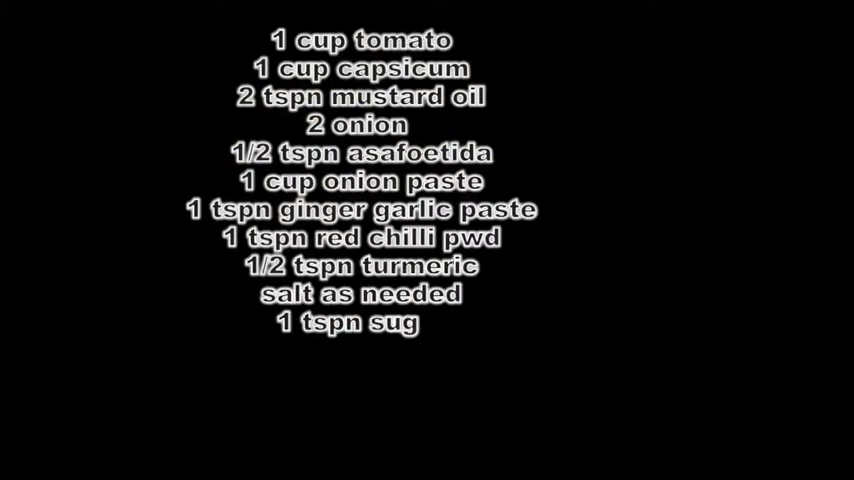 1 cup tomato
1 cup capsicum
2 tspn mustard oil
2 onion
1/2 tspn asafoetida
1 cup onion paste
1 tspn ginger garlic paste
1 tspn red chilli pwd
1/2 tspn turmeric
salt as needed
1 tspn sug